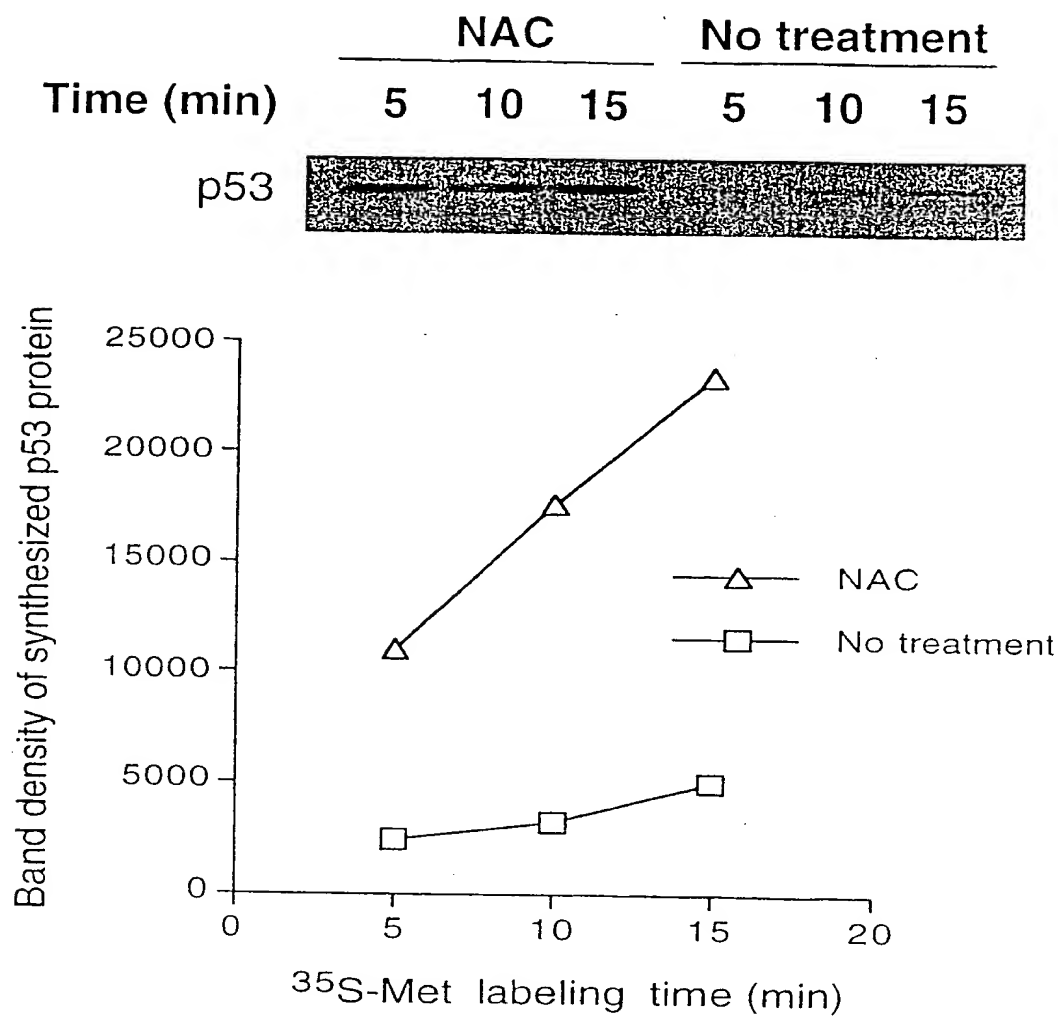 NAC No treatment
Time (min) 5 10 15 5 10 15
p53
Band density of synthesized p53 protein
25000
20000
15000
10000
5000
0
0 5 10 15 20
35S-Met labeling time (min)
NAC
No treatment